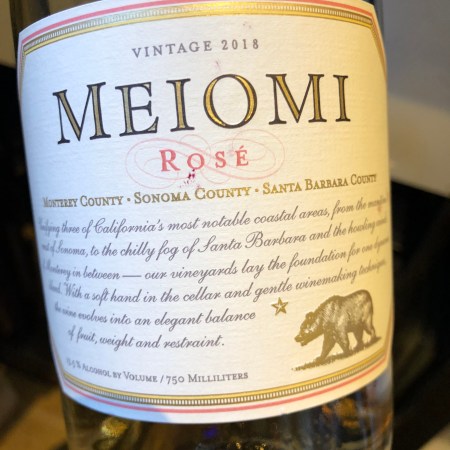 VINTAGE 2018
MEIOMI
ROSÉ
MONTEREY COUNTY • SONOMA COUNTY • SANTA BARBARA COUNTY
three of California's most notable coastal areas, from the
of Sonoma, to the chilly fog of Santa Barbara and the howling
Monterey in between — our vineyards lay the foundation for one
With a soft hand in the cellar and gentle winemaking techniques,
the wine evolves into an elegant balance
of fruit, weight and restraint.
% ALCOHOL BY VOLUME / 750 MILLILITERS